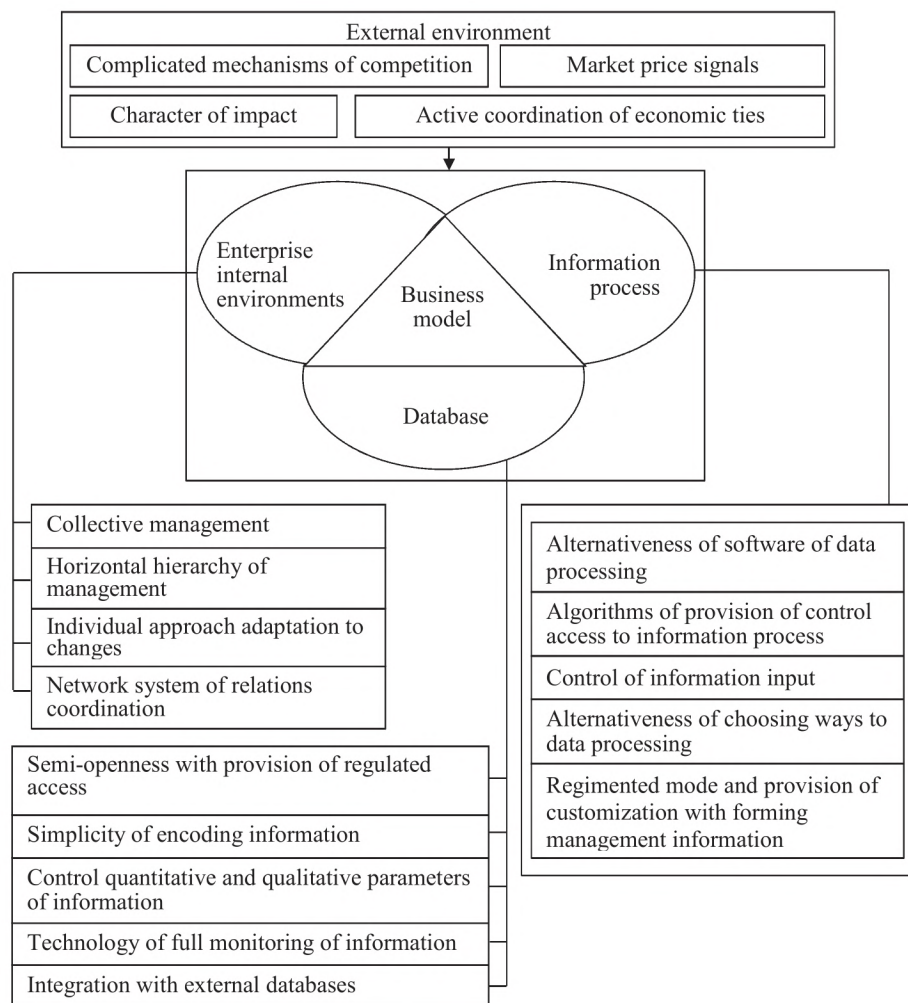 External environment
Complicated mechanisms of competition
Market price signals
Character of impact
Active coordination of economic ties
Enterprise
internal
environments
Business
model
Information
process
Database
Collective management
Horizontal hierarchy of
management
Individual approach adaptation to
changes
Network system of relations
coordination
Semi-openness with provision of regulated
access
Simplicity of encoding information
Control quantitative and qualitative parameters
of information
Technology of full monitoring of information
Integration with external databases
Alternativeness of software of data
processing
Algorithms of provision of control
access to information process
Control of information input
Alternativeness of choosing ways to
data processing
Regimented mode and provision of
customization with forming
management information